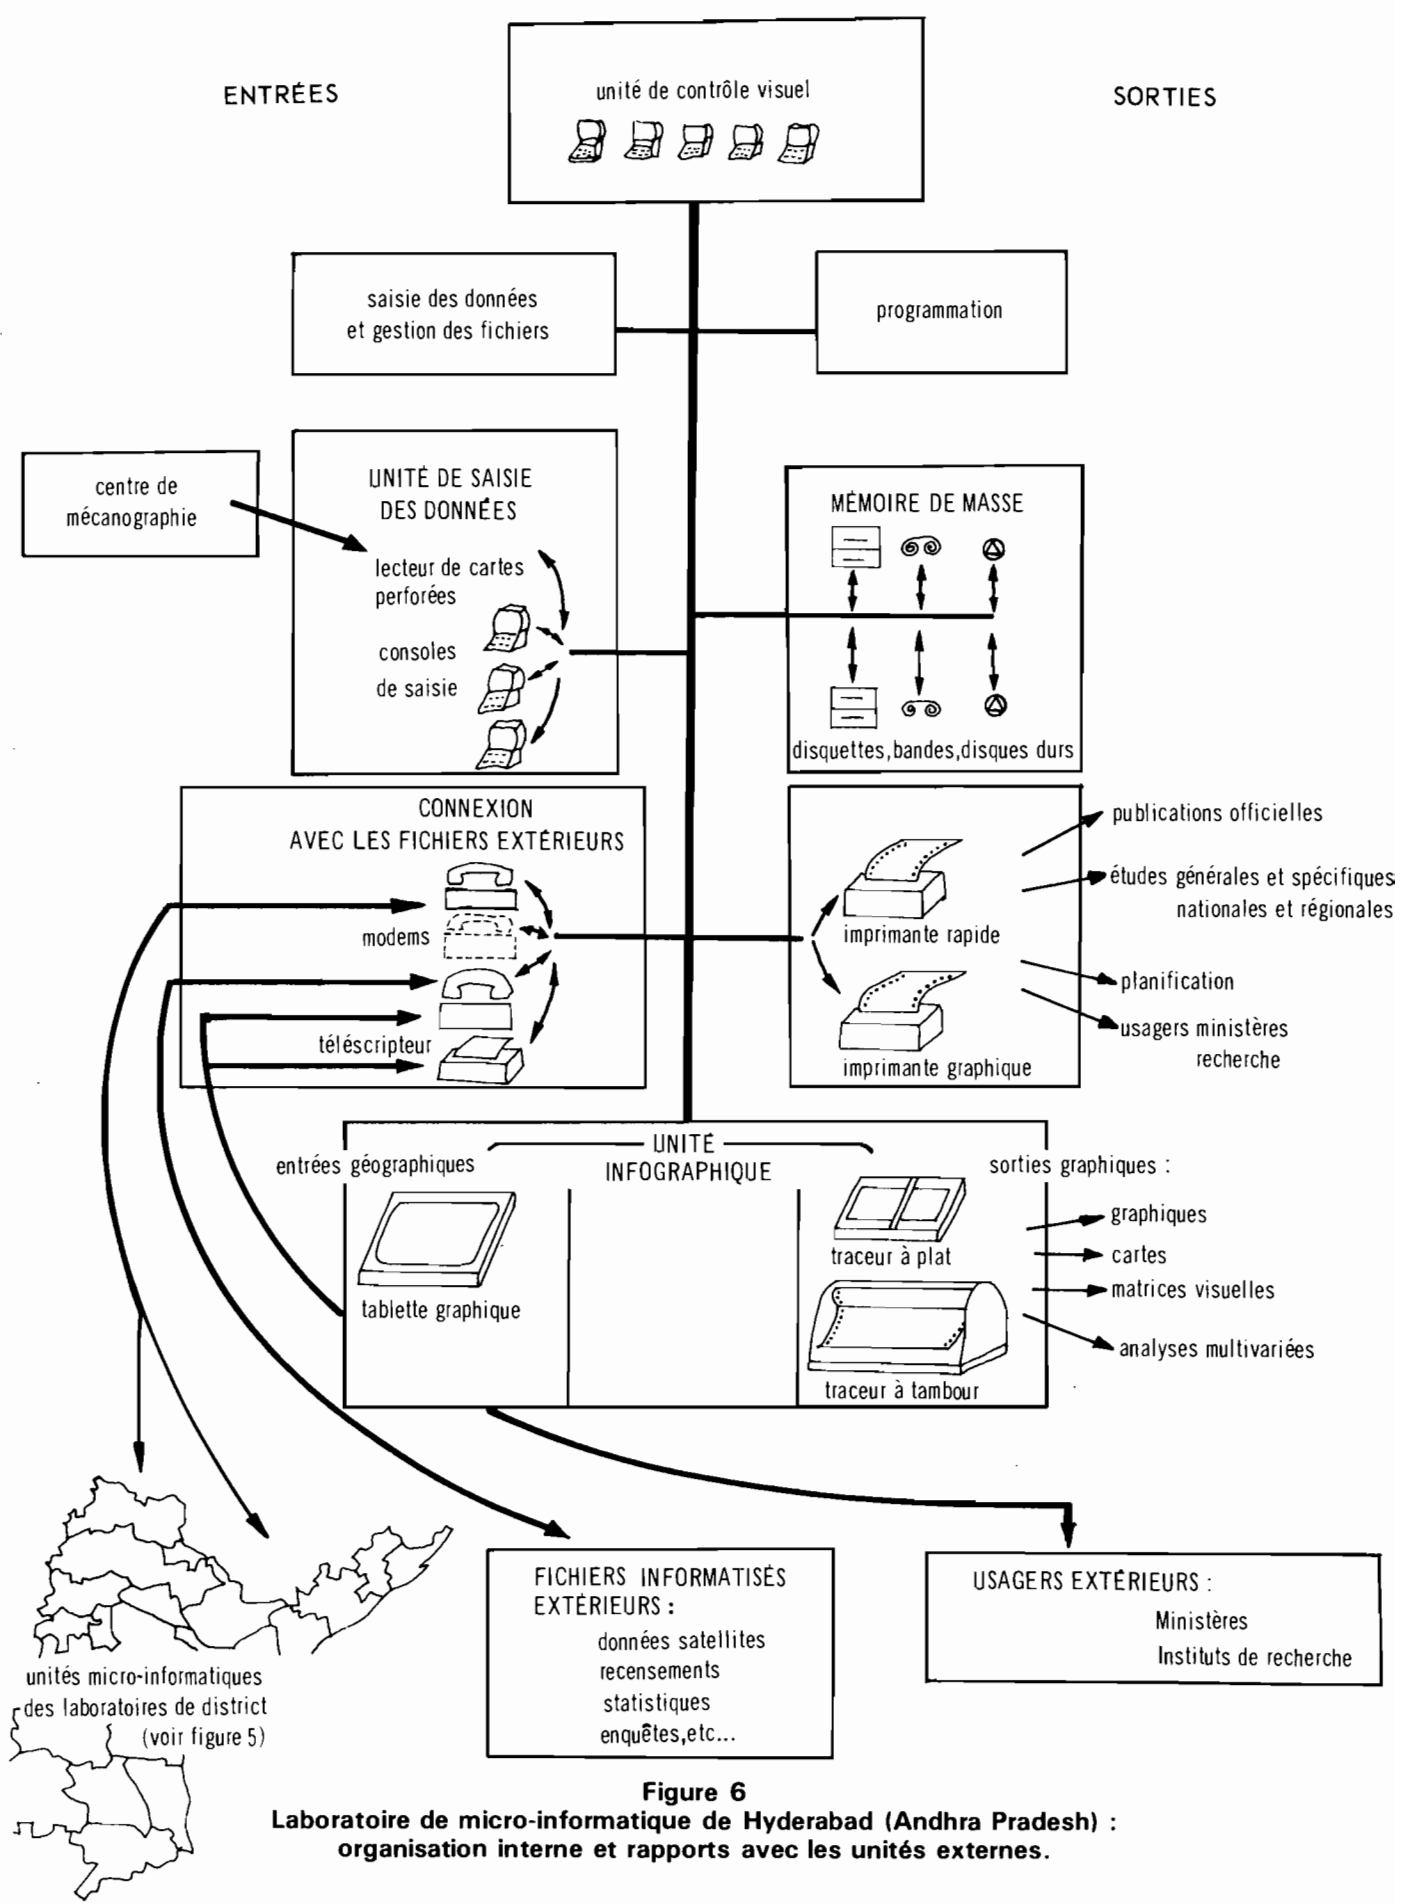 ENTRÉES
unité de contrôle visuel
SORTIES
saisie des données
et gestion des fichiers
programmation
centre de
mécanographie
UNITÉ DE SAISIE
DES DONNÉES
lecteur de cartes
perforées
consoles
de saisie
MÉMOIRE DE MASSE
disquettes,bandes,disques durs
CONNEXION
AVEC LES FICHIERS EXTÉRIEURS
modems
téléscripteur
imprimante rapide
imprimante graphique
publications officielles
études générales et spécifiques
nationales et régionales
planification
usagers ministères
recherche
UNITÉ
INFOGRAPHIQUE
entrées géographiques
tablette graphique
sorties graphiques :
traceur à plat
traceur à tambour
graphiques
cartes
matrices visuelles
analyses multivariées
unités micro-informatiques
des laboratoires de district
(voir figure 5)
FICHIERS INFORMATISÉS
EXTÉRIEURS :
données satellites
recensements
statistiques
enquêtes,etc...
USAGERS EXTÉRIEURS :
Ministères
Instituts de recherche
Figure 6
Laboratoire de micro-informatique de Hyderabad (Andhra Pradesh) :
organisation interne et rapports avec les unités externes.